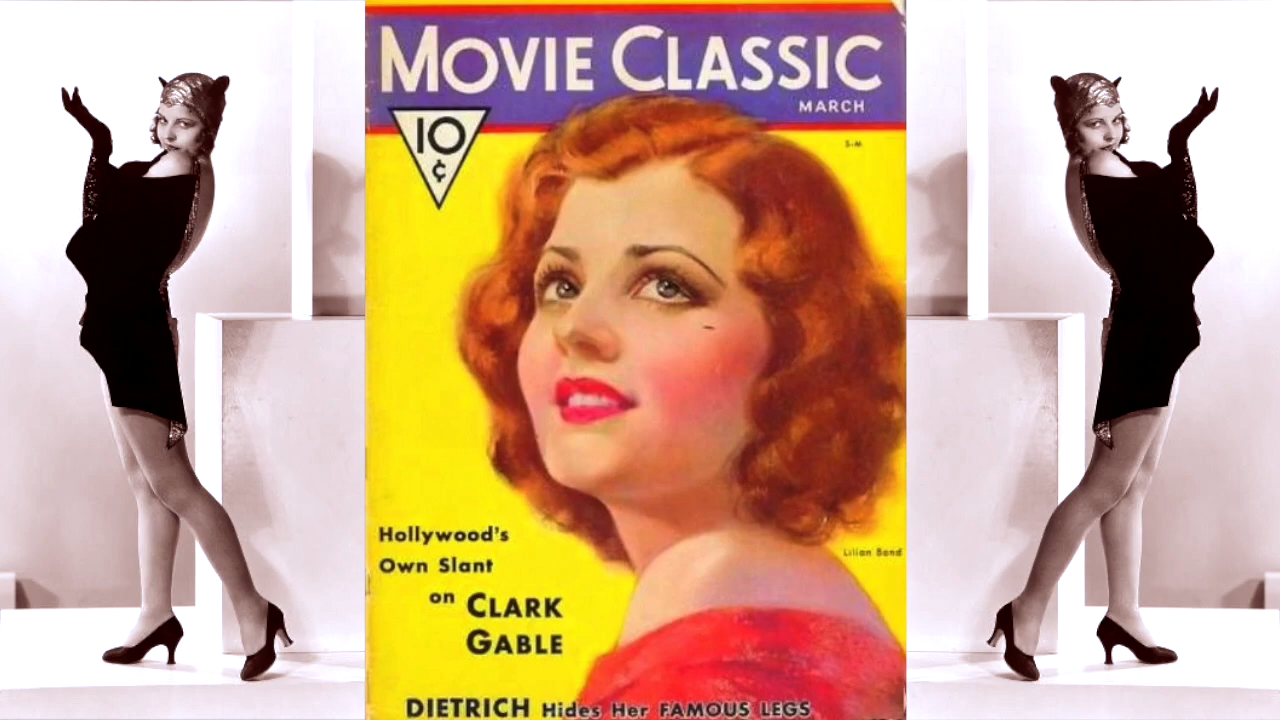 MOVIE CLASSIC
MARCH
10
¢
S-M
Hollywood's
Own Slant
on CLARK
GABLE
Lilian Bond
DIETRICH Hides Her FAMOUS LEGS